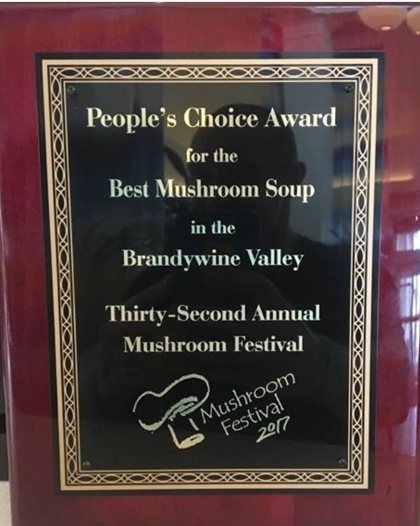 People's Choice Award
for the
Best Mushroom Soup
in the
Brandywine Valley
Thirty-Second Annual
Mushroom Festival
Mushroom
Festival
2017